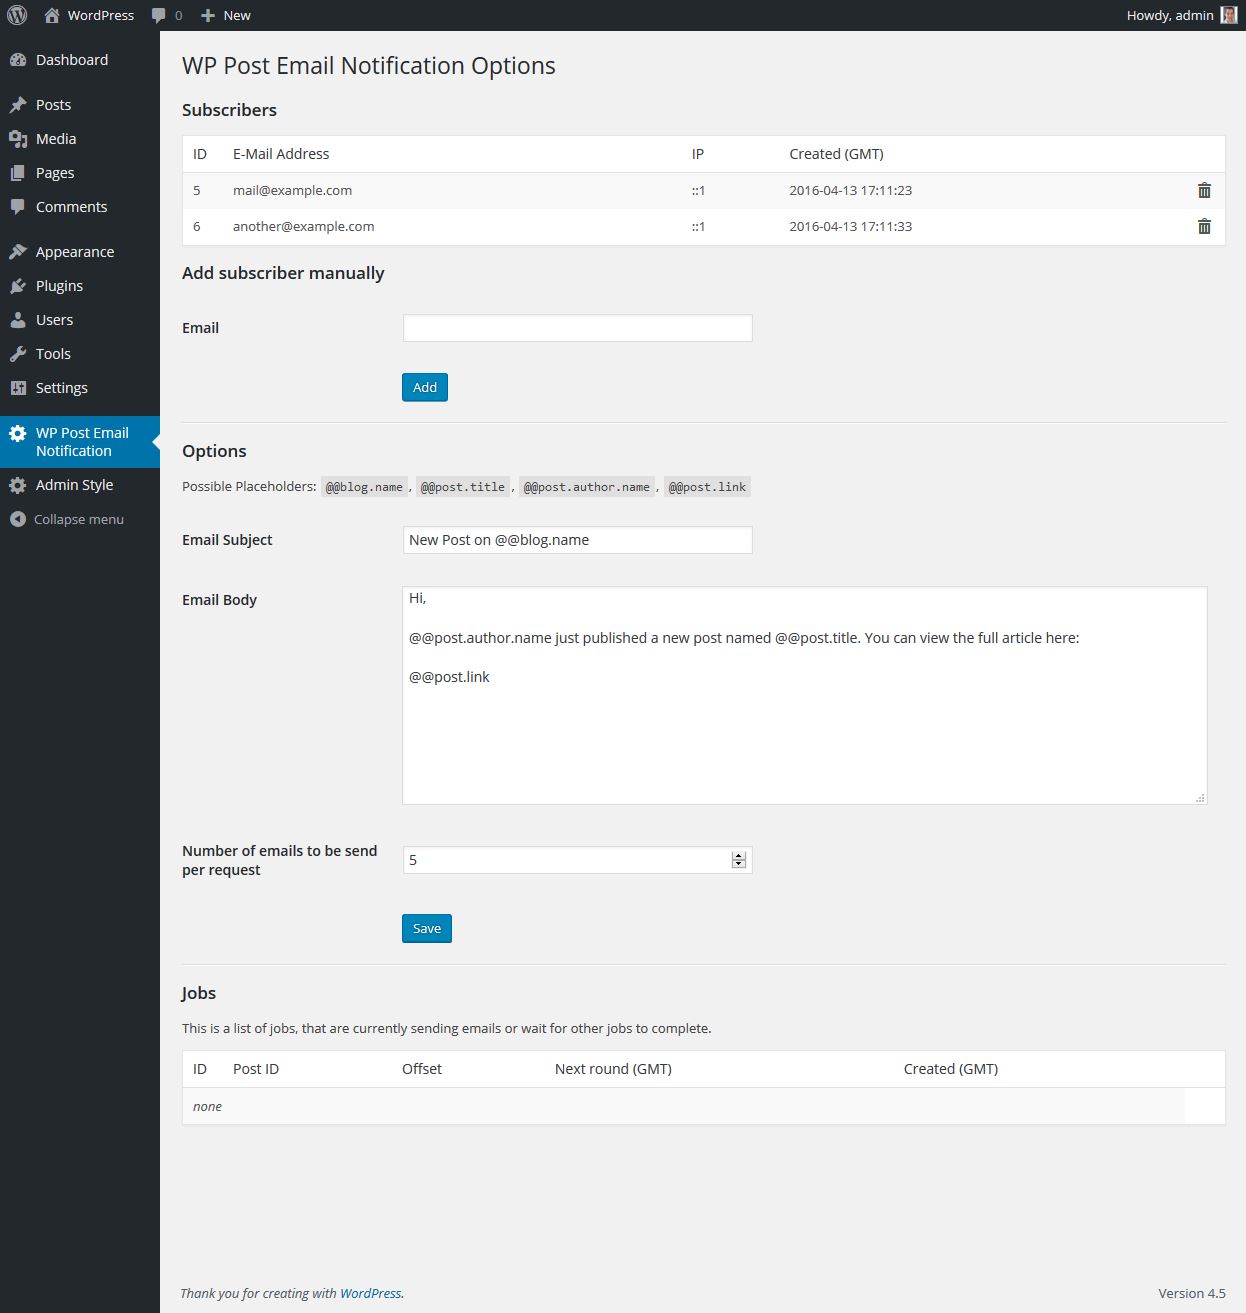 WordPress 0 New Howdy, admin
Dashboard
Posts
Media
Pages
Comments
Appearance
Plugins
Users
Tools
Settings
WP Post Email
Notification
Admin Style
Collapse menu
WP Post Email Notification Options
Subscribers
ID E-Mail Address IP Created (GMT)
5 mail@example.com ::1 2016-04-13 17:11:23
6 another@example.com ::1 2016-04-13 17:11:33
Add subscriber manually
Email
Add
Options
Possible Placeholders: @@blog.name , @@post.title , @@post.author.name , @@post.link
Email Subject New Post on @@blog.name
Email Body
Hi,
@@post.author.name just published a new post named @@post.title. You can view the full article here:
@@post.link
Number of emails to be send
per request
5
Save
Jobs
This is a list of jobs, that are currently sending emails or wait for other jobs to complete.
ID Post ID Offset Next round (GMT) Created (GMT)
none
Thank you for creating with WordPress. Version 4.5